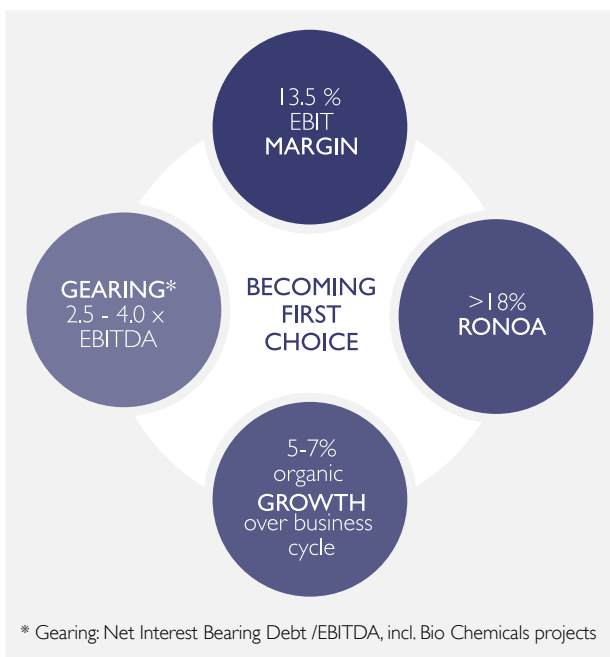 13.5 %
EBIT
MARGIN
GEARING*
2.5 - 4.0 x
EBITDA
BECOMING
FIRST
CHOICE
>18%
RONOA
5-7%
organic
GROWTH
over business
cycle
* Gearing: Net Interest Bearing Debt /EBITDA, incl. Bio Chemicals projects